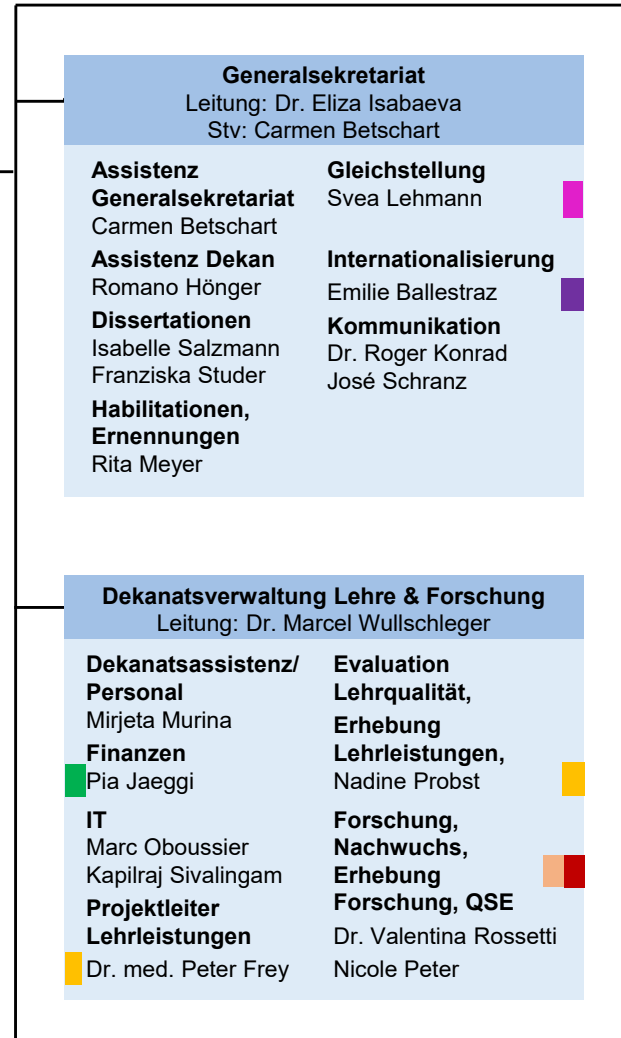 Generalsekretariat
Leitung: Dr. Eliza Isabaeva
Stv: Carmen Betschart
Assistenz
Generalsekretariat
Carmen Betschart
Assistenz Dekan
Romano Hönger
Dissertationen
Isabelle Salzmann
Franziska Studer
Habilitationen,
Ernennungen
Rita Meyer
Gleichstellung
Svea Lehmann
Internationalisierung
Emilie Ballestraz
Kommunikation
Dr. Roger Konrad
José Schranz
Dekanatsverwaltung Lehre & Forschung
Leitung: Dr. Marcel Wullschleger
Dekanatsassistenz/
Personal
Mirjeta Murina
Finanzen
Pia Jaeggi
IT
Marc Oboussier
Kapilraj Sivalingam
Projektleiter
Lehrleistungen
Dr. med. Peter Frey
Evaluation
Lehrqualität,
Erhebung
Lehrleistungen,
Nadine Probst
Forschung,
Nachwuchs,
Erhebung
Forschung, QSE
Dr. Valentina Rossetti
Nicole Peter